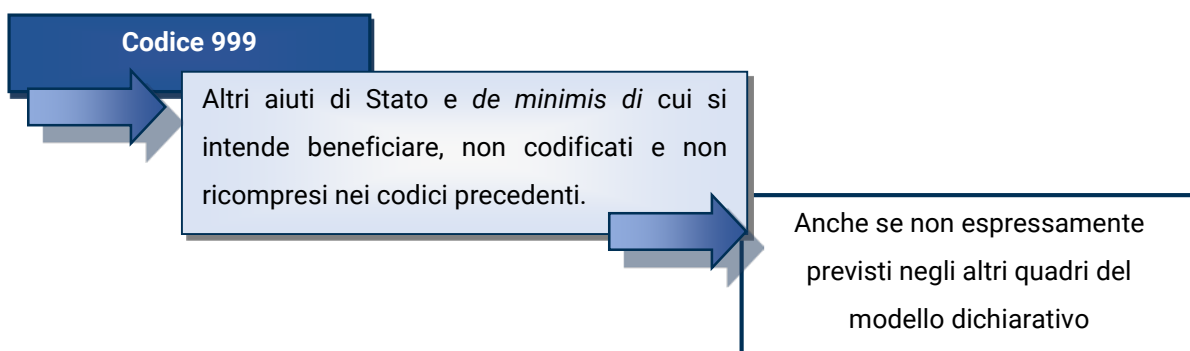 Codice 999
Altri aiuti di Stato e de minimis di cui si
intende beneficiare, non codificati e non
ricompresi nei codici precedenti.
Anche se non espressamente
previsti negli altri quadri del
modello dichiarativo